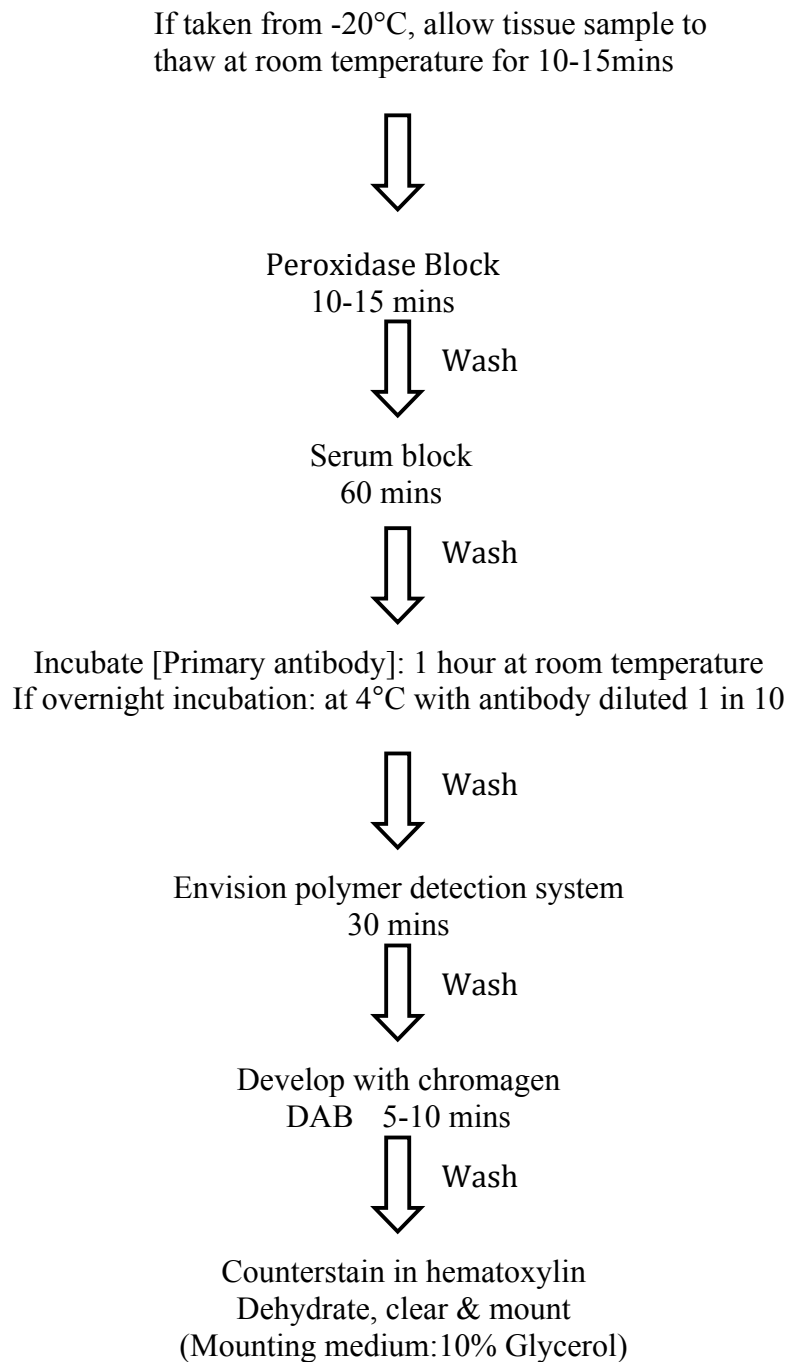 If taken from -20°C, allow tissue sample to
thaw at room temperature for 10-15mins
Peroxidase Block
10-15 mins
Wash
Serum block
60 mins
Wash
Incubate [Primary antibody]: 1 hour at room temperature
If overnight incubation: at 4°C with antibody diluted 1 in 10
Wash
Envision polymer detection system
30 mins
Wash
Develop with chromagen
DAB 5-10 mins
Wash
Counterstain in hematoxylin
Dehydrate, clear & mount
(Mounting medium:10% Glycerol)